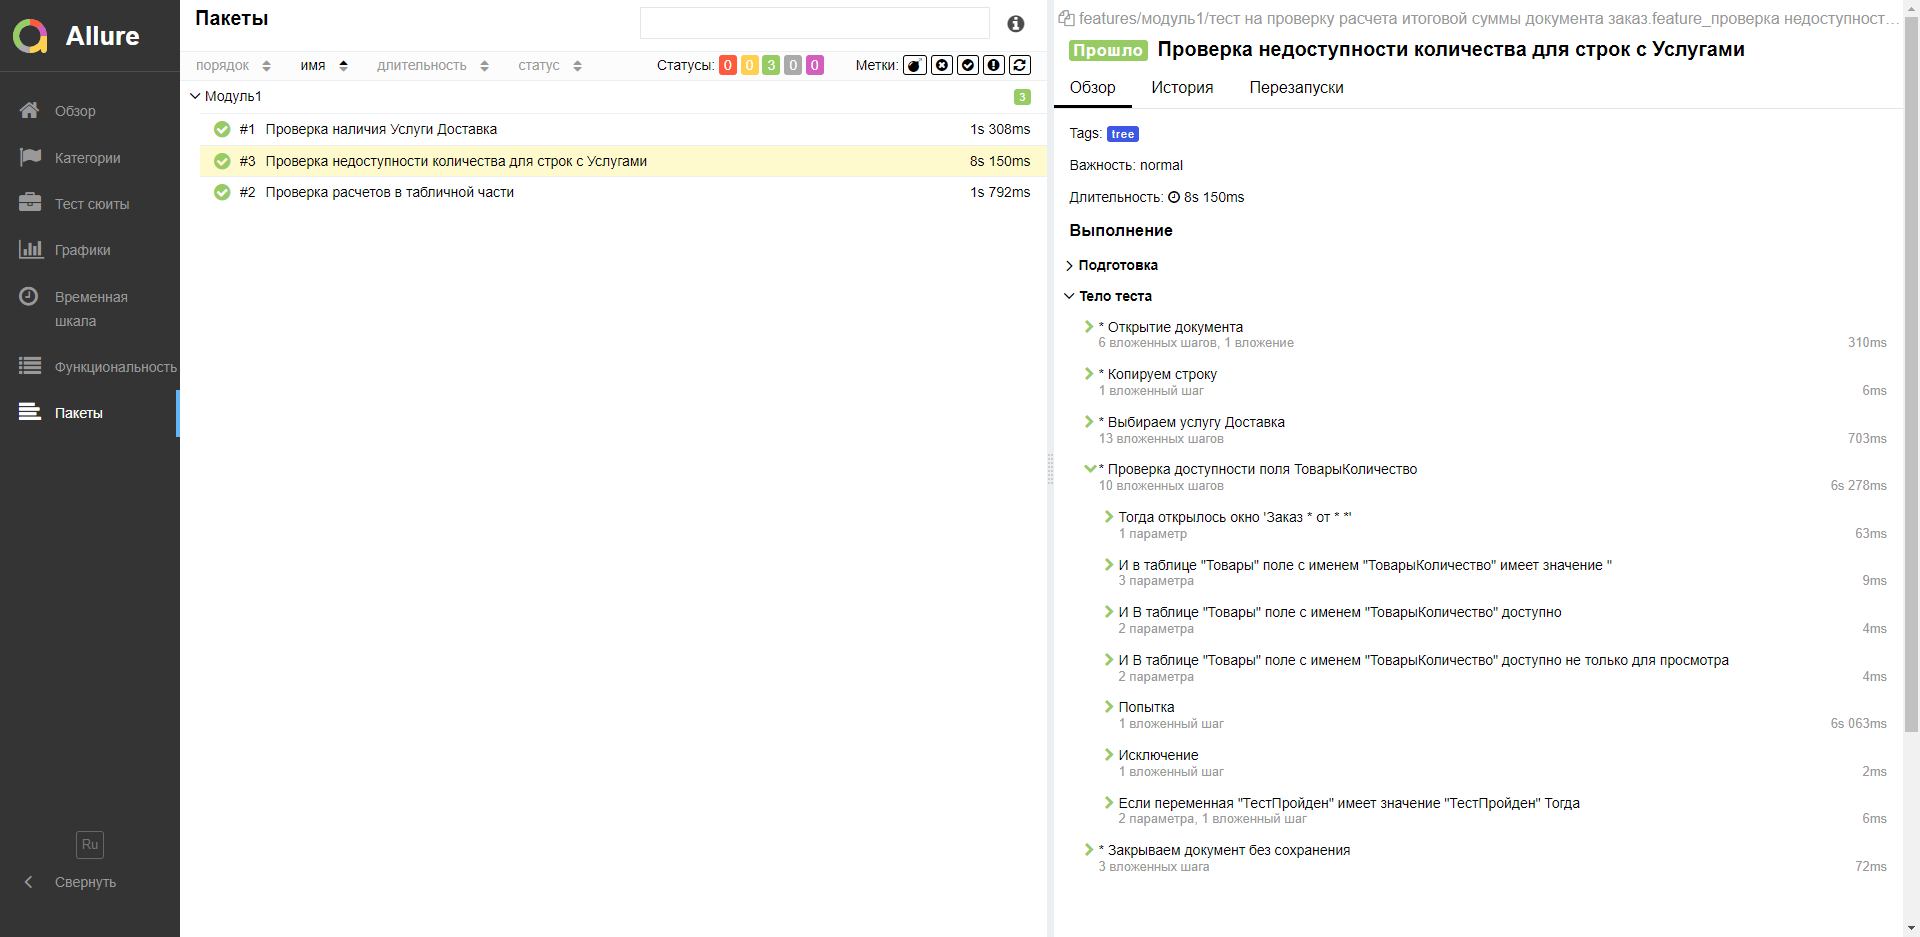 Allure
Обзор
Категории
Тест сюиты
Графики
Временная
шкала
Функциональность
Пакеты
Ru
Свернуть
Пакеты
порядок имя длительность статус Статусы: 0 0 3 0 0 Метки:
Модуль1 3
#1 Проверка наличия Услуги Доставка 1s 308ms
#3 Проверка недоступности количества для строк с Услугами 8s 150ms
#2 Проверка расчетов в табличной части 1s 792ms
features/модуль1/тест на проверку расчета итоговой суммы документа заказ.feature_проверка недоступност...
Прошло Проверка недоступности количества для строк с Услугами
Обзор История Перезапуски
Tags: tree
Важность: normal
Длительность: 8s 150ms
Выполнение
Подготовка
Тело теста
* Открытие документа
6 вложенных шагов, 1 вложение 310ms
* Копируем строку
1 вложенный шаг 6ms
* Выбираем услугу Доставка
13 вложенных шагов 703ms
* Проверка доступности поля ТоварыКоличество
10 вложенных шагов 6s 278ms
Тогда открылось окно 'Заказ * от * *'
1 параметр 63ms
И в таблице "Товары" поле с именем "ТоварыКоличество" имеет значение "
3 параметра 9ms
И В таблице "Товары" поле с именем "ТоварыКоличество" доступно
2 параметра 4ms
И В таблице "Товары" поле с именем "ТоварыКоличество" доступно не только для просмотра
2 параметра 4ms
Попытка
1 вложенный шаг 6s 063ms
Исключение
1 вложенный шаг 2ms
Если переменная "ТестПройден" имеет значение "ТестПройден" Тогда
2 параметра, 1 вложенный шаг 6ms
* Закрываем документ без сохранения
3 вложенных шага 72ms